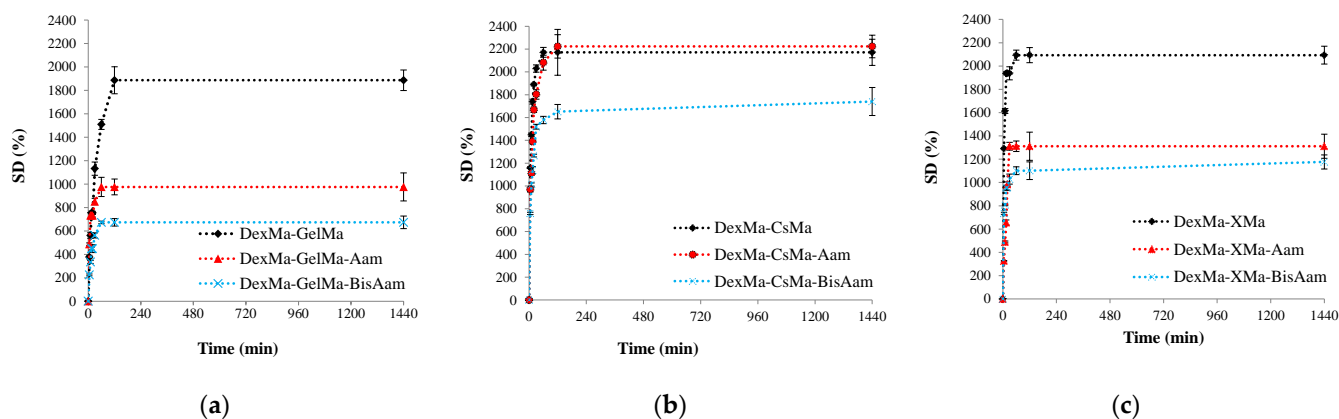 2400
2200
2000
1800
1600
1400
1200
1000
800
600
400
200
0
SD (%)
DexMa-GelMa
DexMa-GelMa-Aam
DexMa-GelMa-BisAam
0 240 480 720 960 1200 1440
Time (min)
(a)
2400
2200
2000
1800
1600
1400
1200
1000
800
600
400
200
0
SD (%)
DexMa-CsMa
DexMa-CsMa-Aam
DexMa-CsMa-BisAam
0 240 480 720 960 1200 1440
Time (min)
(b)
2400
2200
2000
1800
1600
1400
1200
1000
800
600
400
200
0
SD (%)
DexMa-XMa
DexMa-XMa-Aam
DexMa-XMa-BisAam
0 240 480 720 960 1200 1440
Time (min)
(c)